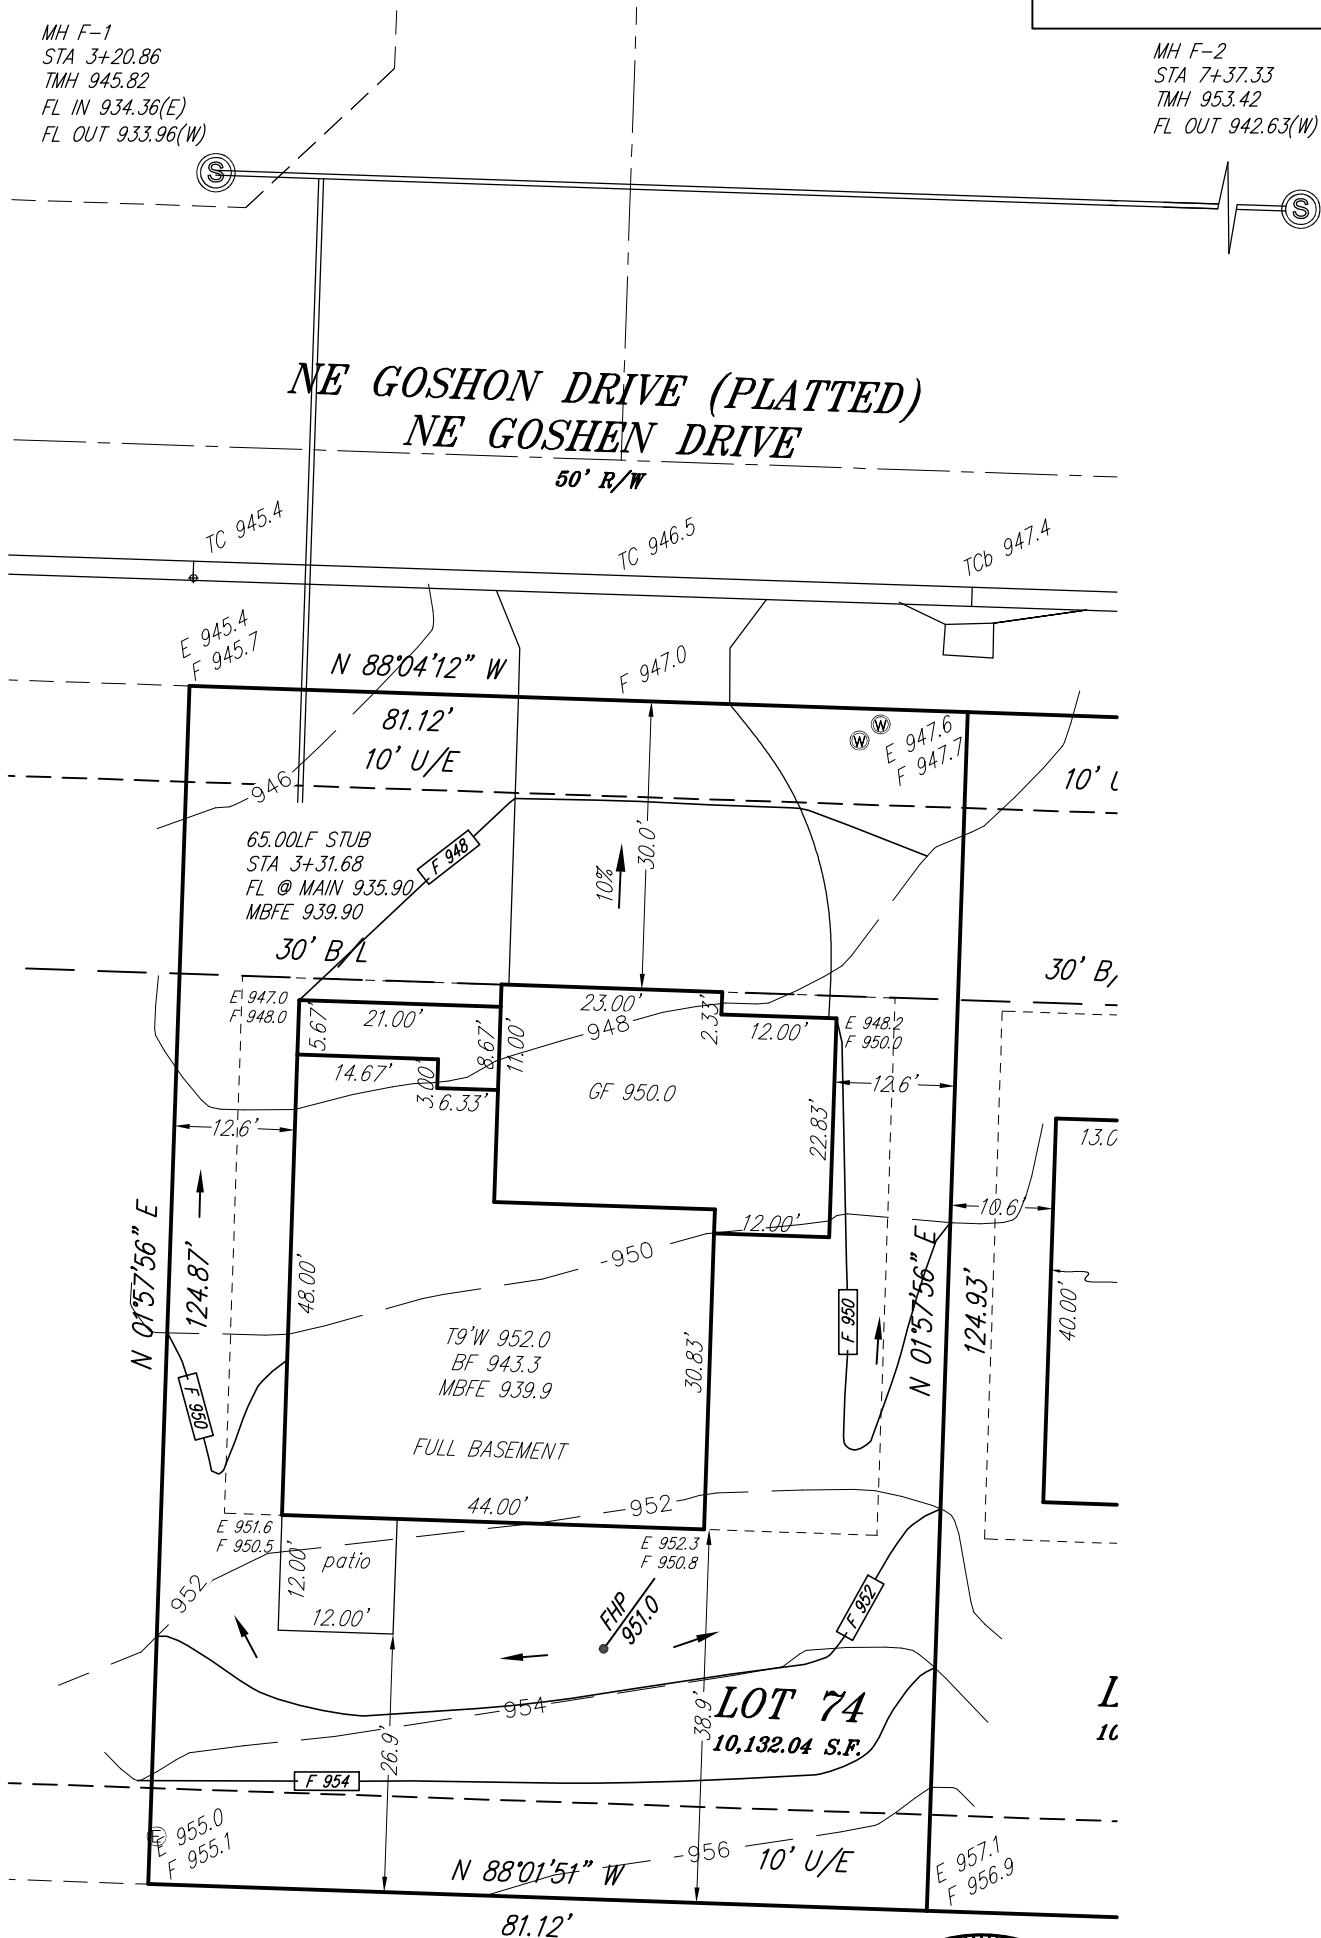 MH F-1
STA 3+20.86
TMH 945.82
FL IN 934.36(E)
FL OUT 933.96(W)
MH F-2
STA 7+37.33
TMH 953.42
FL OUT 942.63(W)
S
S
NE GOSHON DRIVE (PLATTED)
NE GOSHEN DRIVE
50' R/W
TC 945.4
TC 946.5
TCb 947.4
E 945.4
F 945.7
N 88°04'12" W
F 947.0
81.12'
10' U/E
W
W
E 947.6
F 947.7
10' U
946
65.00LF STUB
STA 3+31.68
FL @ MAIN 935.90
MBFE 939.90
F 948
10%
30.0'
30' B/L
30' B/
E 947.0
F 948.0
5.67'
21.00'
8.67'
11.00'
23.00'
948
2.33'
12.00'
E 948.2
F 950.0
14.67'
3.00'
6.33'
GF 950.0
12.6'
12.6'
22.83'
13.0
10.6'
12.00'
N 01°57'56" E
124.87'
48.00'
950
T9'W 952.0
BF 943.3
MBFE 939.9
FULL BASEMENT
30.83'
F 950
N 01°57'56" E
124.93'
40.00'
F 950
44.00'
952
E 951.6
F 950.5
E 952.3
F 950.8
12.00'
patio
952
12.00'
FHP
951.0
F 952
954
LOT 74
10,132.04 S.F.
L
10
38.9'
26.9'
F 954
E
E 955.0
F 955.1
956
10' U/E
N 88°01'51" W
E 957.1
F 956.9
81.12'